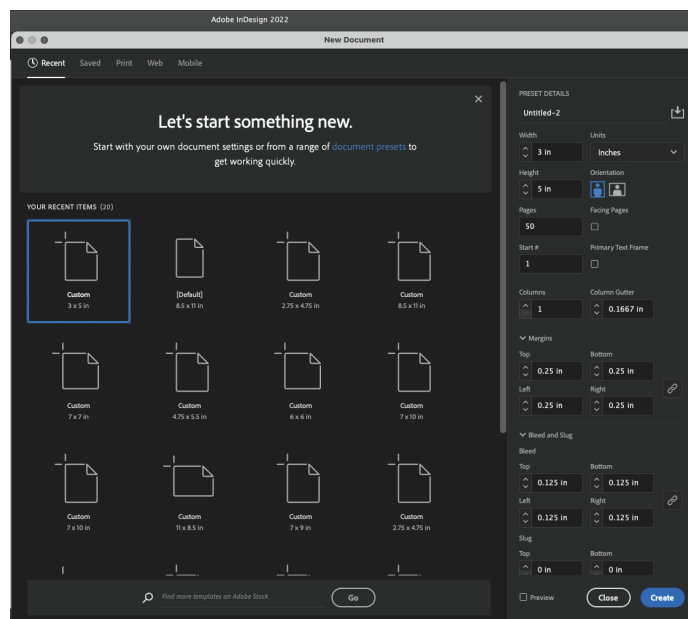 Adobe InDesign 2022
New Document
Recent Saved Print Web Mobile
Let's start something new.
Start with your own document settings or from a range of document presets to
get working quickly.
YOUR RECENT ITEMS (20)
Custom
3 x 5 in
[Default]
8.5 x 11 in
Custom
2.75 x 4.75 in
Custom
8.5 x 11 in
Custom
7 x 7 in
Custom
4.75 x 5.5 in
Custom
6 x 6 in
Custom
7 x 10 in
Custom
7 x 10 in
Custom
11 x 8.5 in
Custom
7 x 9 in
Custom
2.75 x 4.75 in
Find more templates on Adobe Stock
Go
PRESET DETAILS
Untitled-2
Width Units
3 in Inches
Height Orientation
5 in
Pages Facing Pages
50
Start # Primary Text Frame
1
Columns Column Gutter
1 0.1667 in
Margins
Top Bottom
0.25 in 0.25 in
Left Right
0.25 in 0.25 in
Bleed and Slug
Bleed
Top Bottom
0.125 in 0.125 in
Left Right
0.125 in 0.125 in
Slug
Top Bottom
0 in 0 in
Preview Close Create